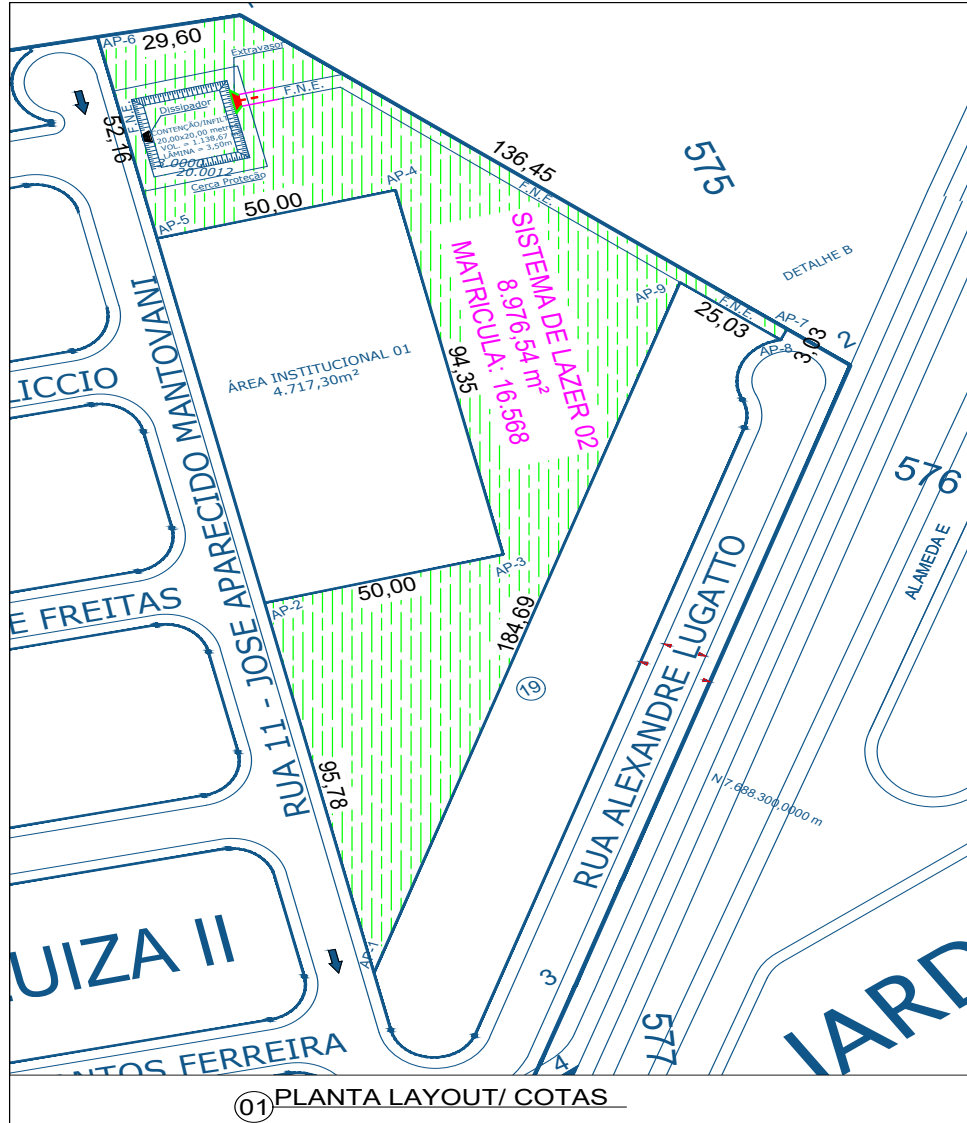 AP-6
29,60
Extravasor
F.N.E.
F.N.E.
Dissipador
CONTENÇÃO/INFILT
20,00x20,00 metr
VOL. = 1.138,67
LÂMINA = 3,50m
20.0012
Cerca Proteção
52,16
AP-4
50,00
AP-5
136,45
F.N.E.
575
DETALHE B
SISTEMA DE LAZER 02
8.976,54 m²
MATRICULA: 16.568
AP-9
F.N.E.
25,03
AP-7
AP-8
3,03
2
ÁREA INSTITUCIONAL 01
4.717,30m²
94,35
LICCIO
RUA 11 - JOSE APARECIDO MANTOVANI
576
ALAMEDA E
E FREITAS
AP-2
50,00
AP-3
184,69
19
RUA ALEXANDRE LUGATTO
95,78
N 7.688.300,0000 m
UIZA II
AP-1
3
577
4
JARD
NTOS FERREIRA
01 PLANTA LAYOUT/ COTAS